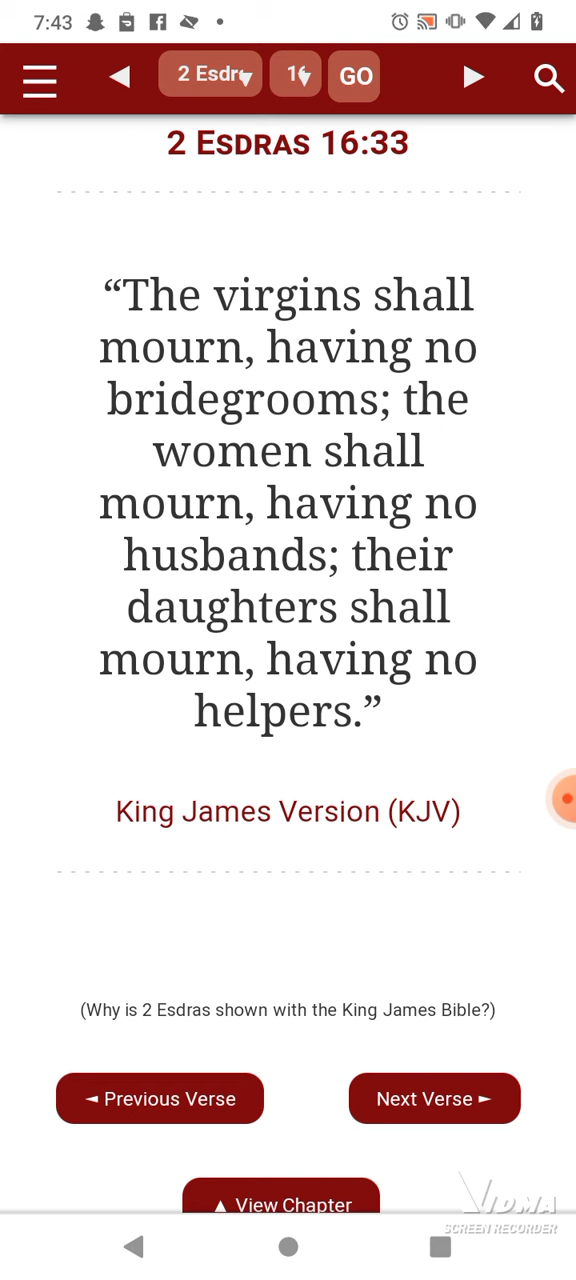 7:43
2 Esdr
16
GO
2 Esdras 16:33
“The virgins shall
mourn, having no
bridegrooms; the
women shall
mourn, having no
husbands; their
daughters shall
mourn, having no
helpers.”
King James Version (KJV)
(Why is 2 Esdras shown with the King James Bible?)
◄ Previous Verse
Next Verse ►
▲ View Chapter
VIDMA
SCREEN RECORDER